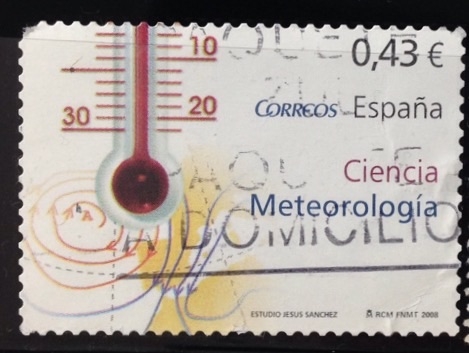 10
0,43 €
30
20
CORREOS España
Ciencia
Meteorología
A DOMICILIO
A
ESTUDIO JESUS SANCHEZ
RCM FNMT 2008